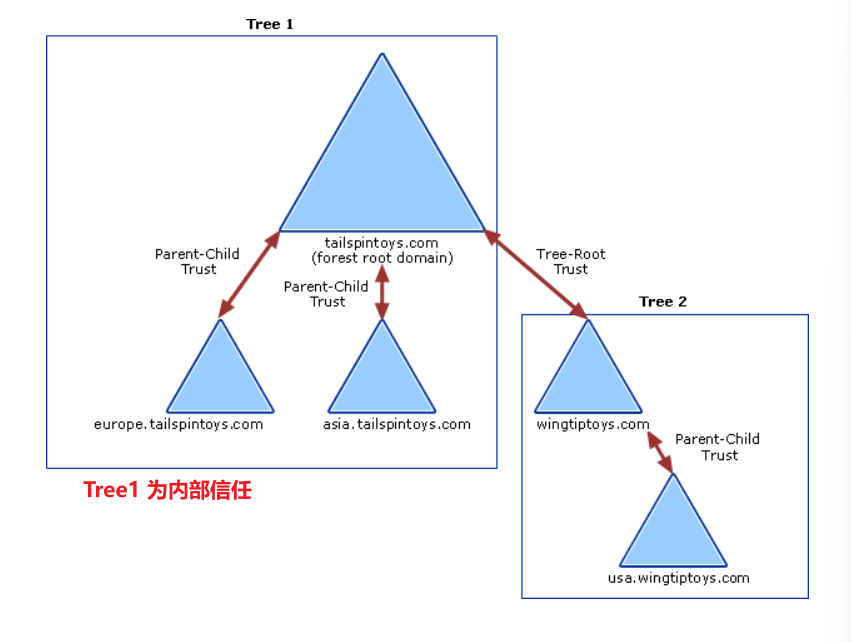 Tree 1
tailspintoys.com
(forest root domain)
Parent-Child
Trust
Parent-Child
Trust
Tree-Root
Trust
Tree 2
europe.tailspintoys.com
asia.tailspintoys.com
wingtiptoys.com
Parent-Child
Trust
Tree1 为内部信任
usa.wingtiptoys.com